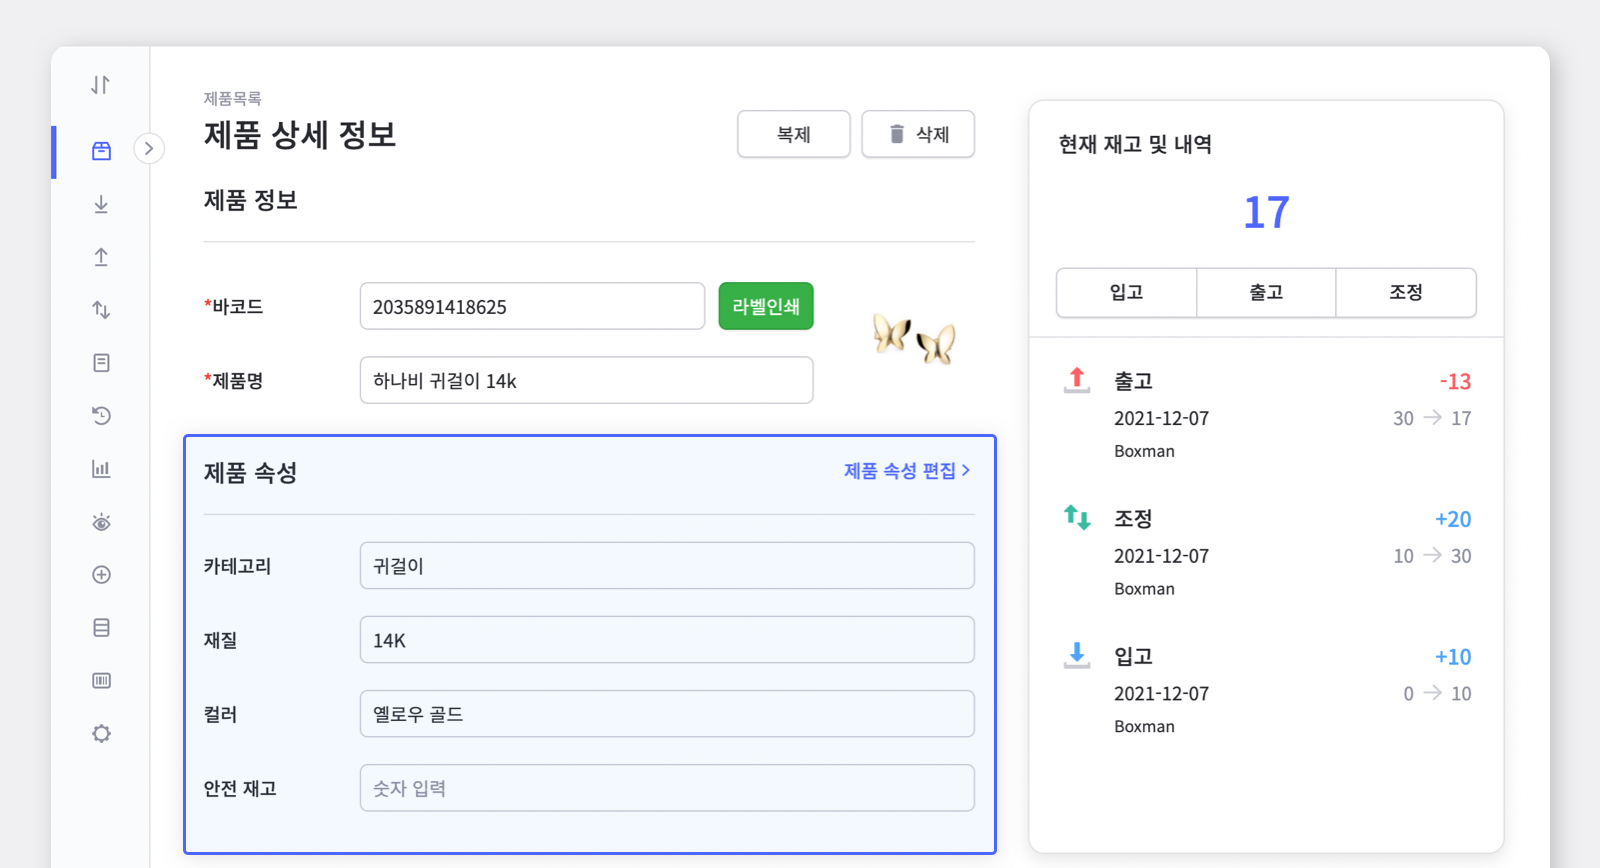 제품목록
제품 상세 정보
복제
삭제
제품 정보
*바코드
2035891418625
라벨인쇄
*제품명
하나비 귀걸이 14k
제품 속성
제품 속성 편집 >
카테고리
귀걸이
재질
14K
컬러
옐로우 골드
안전 재고
숫자 입력
현재 재고 및 내역
17
입고
출고
조정
출고
-13
2021-12-07
30 → 17
Boxman
조정
+20
2021-12-07
10 → 30
Boxman
입고
+10
2021-12-07
0 → 10
Boxman